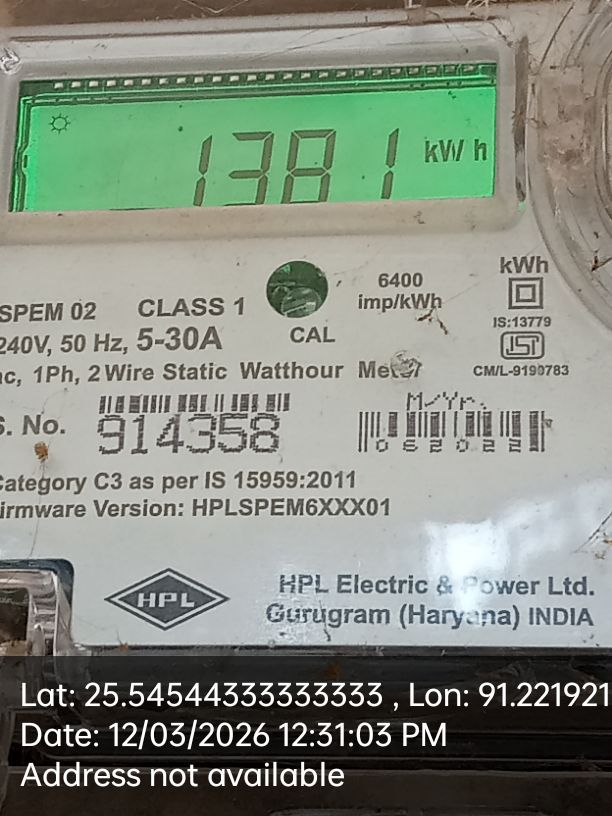 1381 kWh
SPEM 02 CLASS 1
6400
imp/kWh
kWh
240V, 50 Hz, 5-30A
CAL
IS:13779
ac, 1Ph, 2 Wire Static Watthour Meter
CM/L-9190783
S. No. 914358
M/Yr.
062022
Category C3 as per IS 15959:2011
Firmware Version: HPLSPEM6XXX01
HPL
HPL Electric & Power Ltd.
Gurugram (Haryana) INDIA
Lat: 25.54544333333333 , Lon: 91.221921
Date: 12/03/2026 12:31:03 PM
Address not available